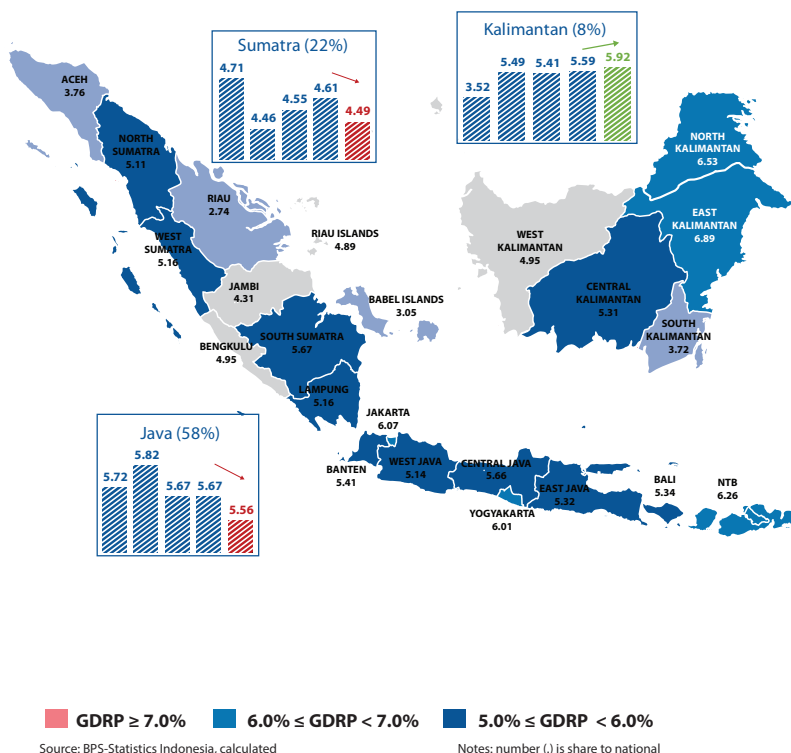 Sumatra (22%)
4.71
4.46
4.55
4.61
4.49
Kalimantan (8%)
3.52
5.49
5.41
5.59
5.92
ACEH
3.76
NORTH
SUMATRA
5.11
RIAU
2.74
WEST
SUMATRA
5.16
RIAU ISLANDS
4.89
JAMBI
4.31
BABEL ISLANDS
3.05
BENGKULU
4.95
SOUTH SUMATRA
5.67
LAMPUNG
5.16
NORTH
KALIMANTAN
6.53
EAST
KALIMANTAN
6.89
WEST
KALIMANTAN
4.95
CENTRAL
KALIMANTAN
5.31
SOUTH
KALIMANTAN
3.72
Java (58%)
5.72
5.82
5.67
5.67
5.56
JAKARTA
6.07
BANTEN
5.41
WEST JAVA
5.14
CENTRAL JAVA
5.66
YOGYAKARTA
6.01
EAST JAVA
5.32
BALI
5.34
NTB
6.26
GDRP ≥ 7.0%
6.0% ≤ GDRP < 7.0%
5.0% ≤ GDRP < 6.0%
Source: BPS-Statistics Indonesia, calculated
Notes: number (.) is share to national